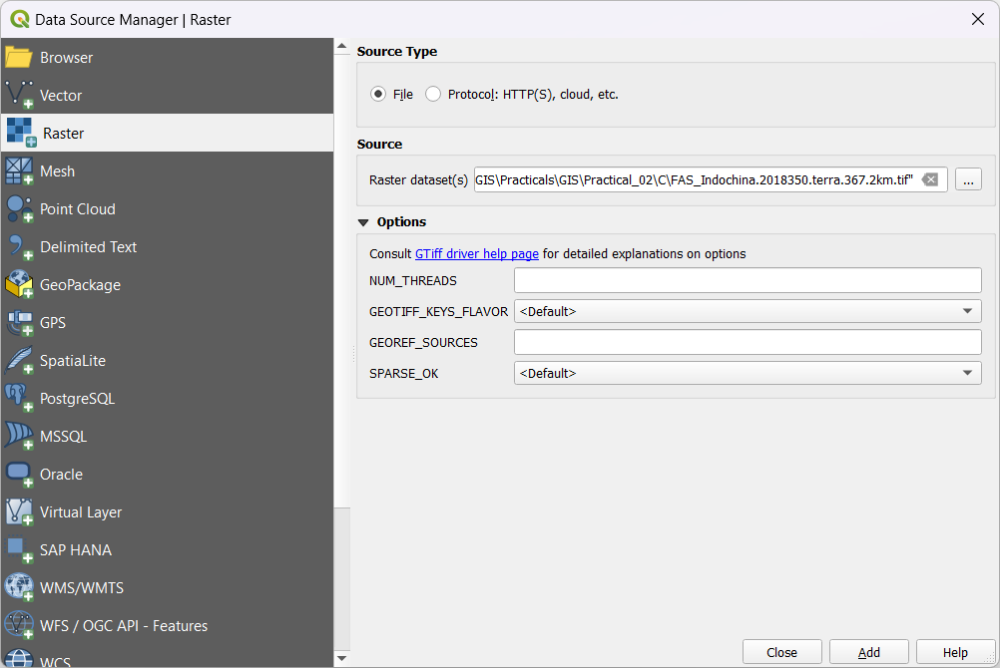 Data Source Manager | Raster
Browser
Vector
Raster
Mesh
Point Cloud
Delimited Text
GeoPackage
GPS
SpatiaLite
PostgreSQL
MSSQL
Oracle
Virtual Layer
SAP HANA
WMS/WMTS
WFS / OGC API - Features
WCS
Source Type
File Protocol: HTTP(S), cloud, etc.
Source
Raster dataset(s) GIS\Practicals\GIS\Practical_02\C\FAS_Indochina.2018350.terra.367.2km.tif" ...
Options
Consult GTiff driver help page for detailed explanations on options
NUM_THREADS
GEOTIFF_KEYS_FLAVOR <Default>
GEOREF_SOURCES
SPARSE_OK <Default>
Close Add Help